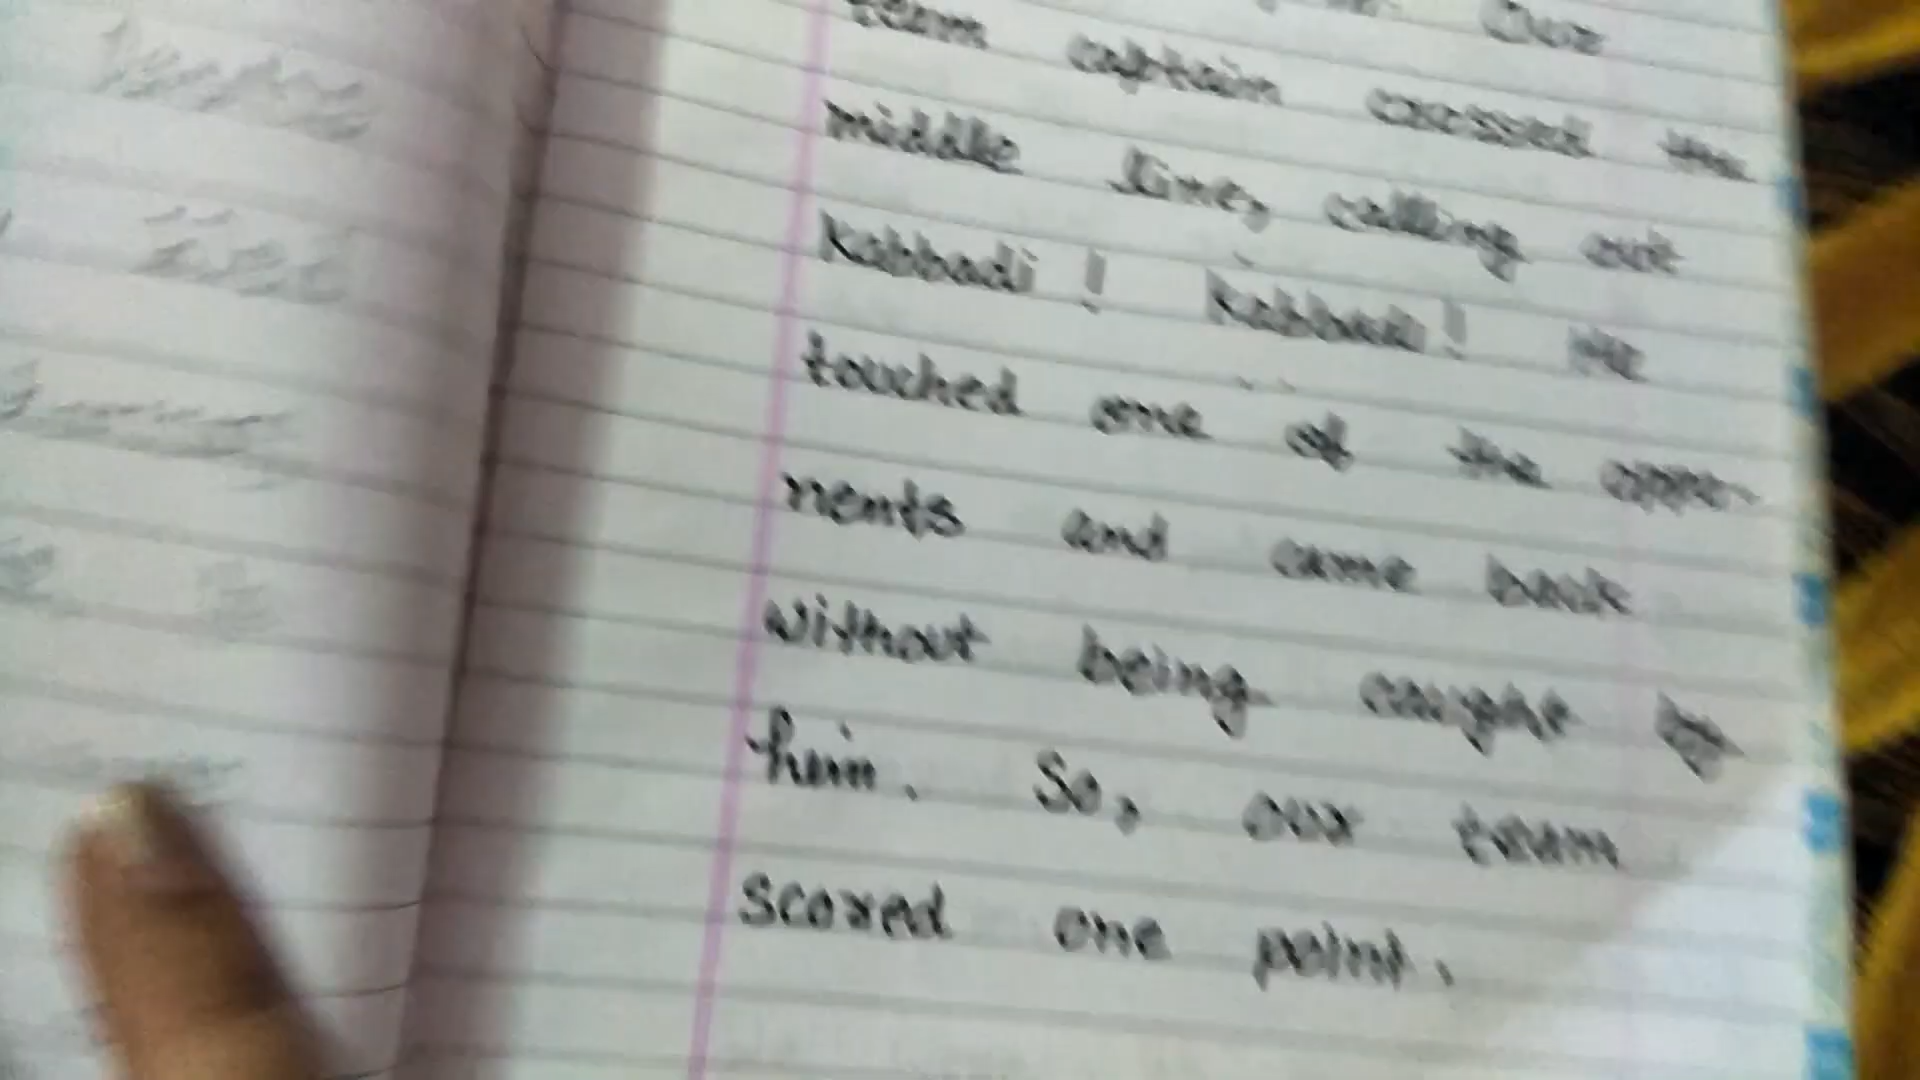 Our
team captain crossed the
middle line, calling out
Kabbadi ! Kabbadi ! He
touched one of the oppo-
nents and came back
without being caught by
him. So, our team
scored one point.